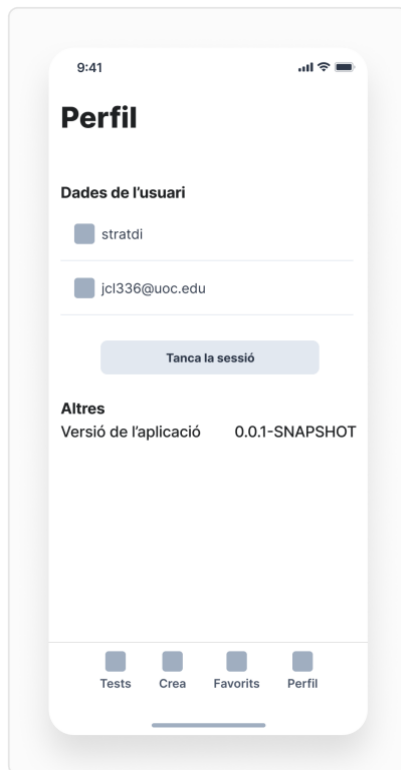 9:41
Perfil
Dades de l'usuari
stratdi
jcl336@uoc.edu
Tanca la sessió
Altres
Versió de l'aplicació 0.0.1-SNAPSHOT
Tests Crea Favorits Perfil